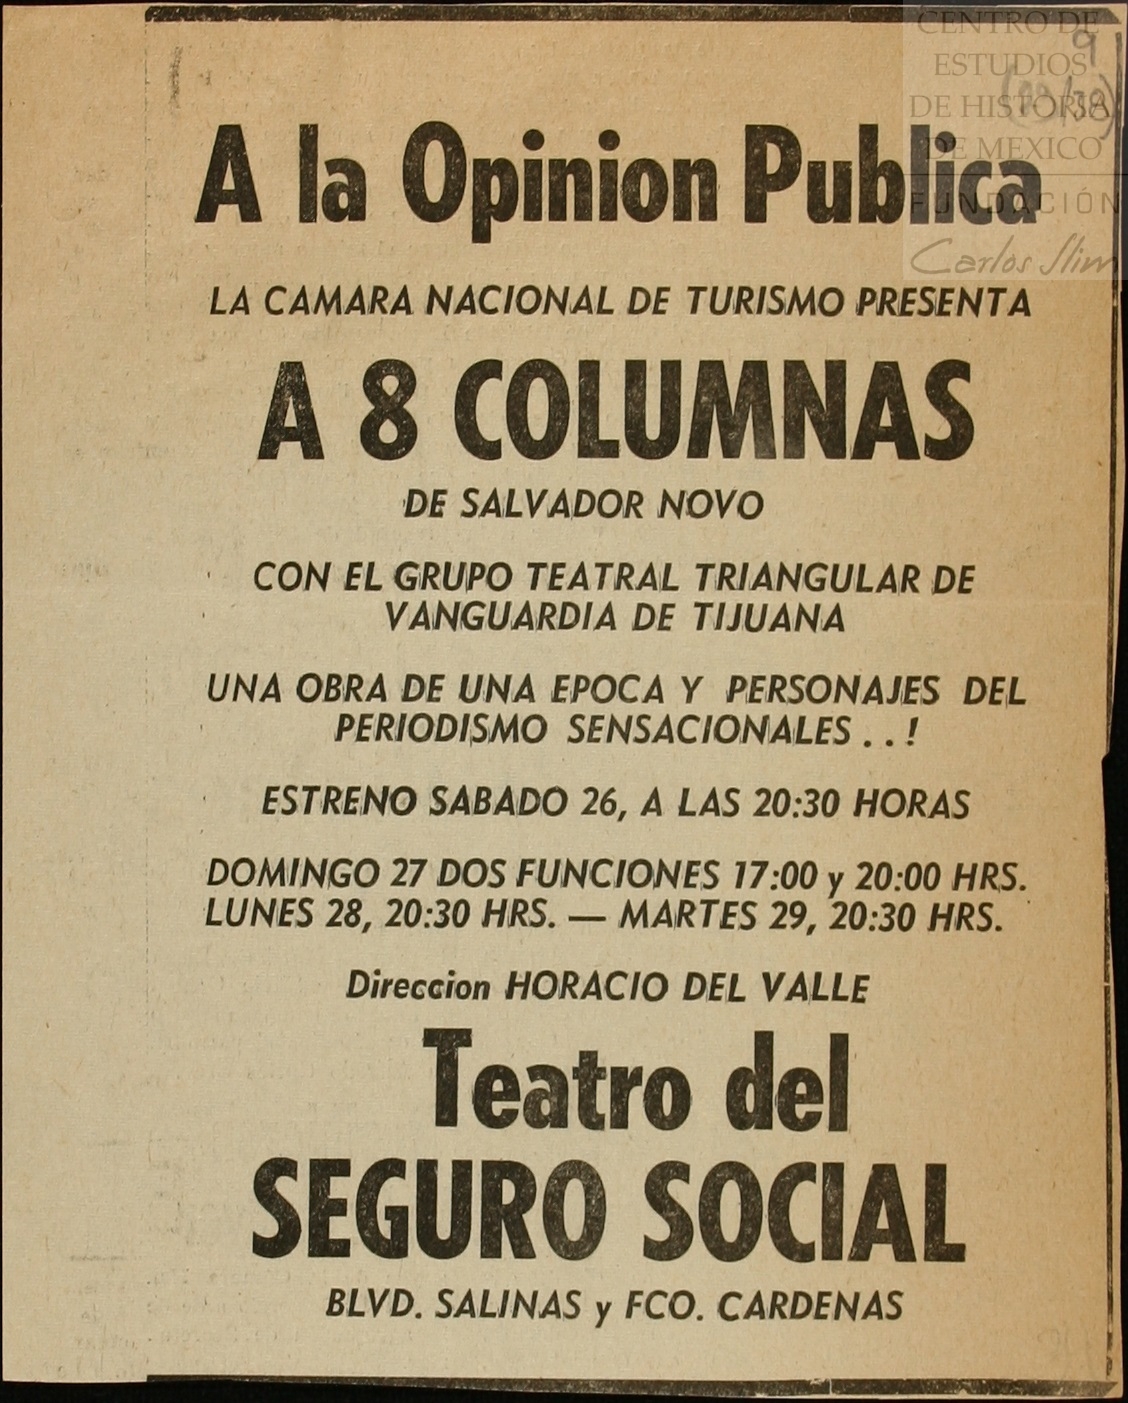 CENTRO DE
ESTUDIOS
DE HISTORIA
DE MEXICO
FUNDACIÓN
Carlos Slim
9
A la Opinion Publica
LA CAMARA NACIONAL DE TURISMO PRESENTA
A 8 COLUMNAS
DE SALVADOR NOVO
CON EL GRUPO TEATRAL TRIANGULAR DE
VANGUARDIA DE TIJUANA
UNA OBRA DE UNA EPOCA Y PERSONAJES DEL
PERIODISMO SENSACIONALES . . !
ESTRENO SABADO 26, A LAS 20:30 HORAS
DOMINGO 27 DOS FUNCIONES 17:00 y 20:00 HRS.
LUNES 28, 20:30 HRS. — MARTES 29, 20:30 HRS.
Direccion HORACIO DEL VALLE
Teatro del
SEGURO SOCIAL
BLVD. SALINAS y FCO. CARDENAS